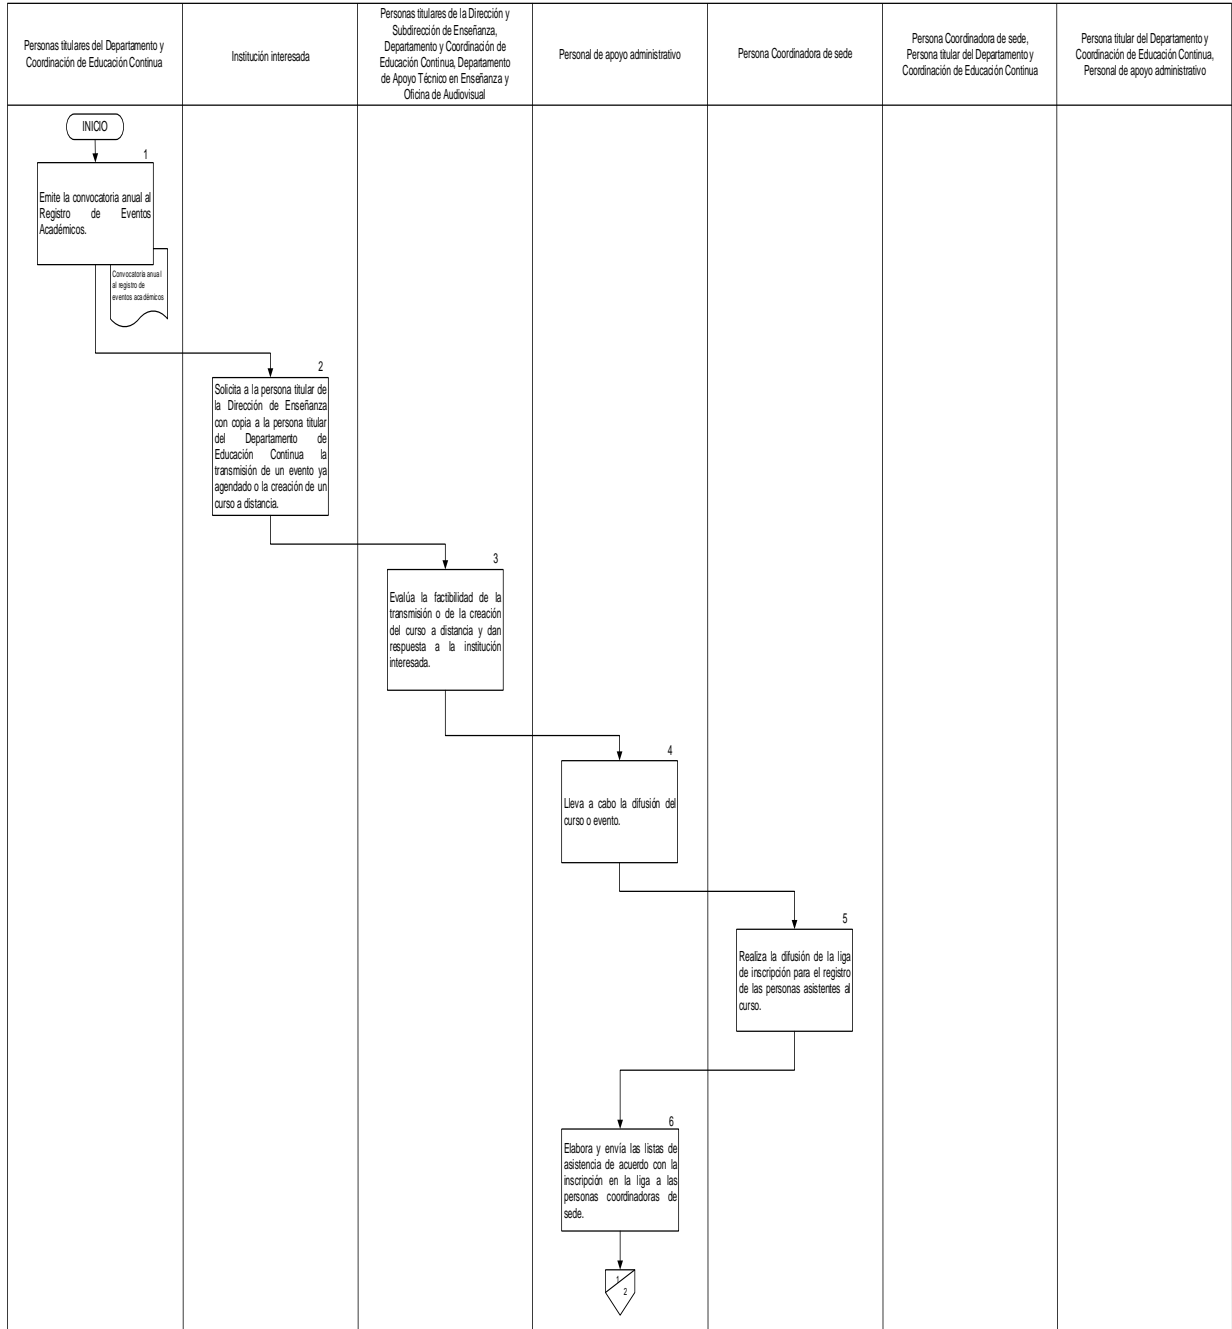 Personas titulares del Departamento y
Coordinación de Educación Continua
Institución interesada
Personas titulares de la Dirección y
Subdirección de Enseñanza,
Departamento y Coordinación de
Educación Continua, Departamento
de Apoyo Técnico en Enseñanza y
Oficina de Audiovisual
Personal de apoyo administrativo
Persona Coordinadora de sede
Persona Coordinadora de sede,
Persona titular del Departamento y
Coordinación de Educación Continua
Persona titular del Departamento y
Coordinación de Educación Continua,
Personal de apoyo administrativo
INICIO
1
Emite la convocatoria anual al
Registro de Eventos
Académicos.
Convocatoria anual
al registro de
eventos académicos
2
Solicita a la persona titular de
la Dirección de Enseñanza
con copia a la persona titular
del Departamento de
Educación Continua la
transmisión de un evento ya
agendado o la creación de un
curso a distancia.
3
Evalúa la factibilidad de la
transmisión o de la creación
del curso a distancia y dan
respuesta a la institución
interesada.
4
Lleva a cabo la difusión del
curso o evento.
5
Realiza la difusión de la liga
de inscripción para el registro
de las personas asistentes al
curso.
6
Elabora y envía las listas de
asistencia de acuerdo con la
inscripción en la liga a las
personas coordinadoras de
sede.
1
2